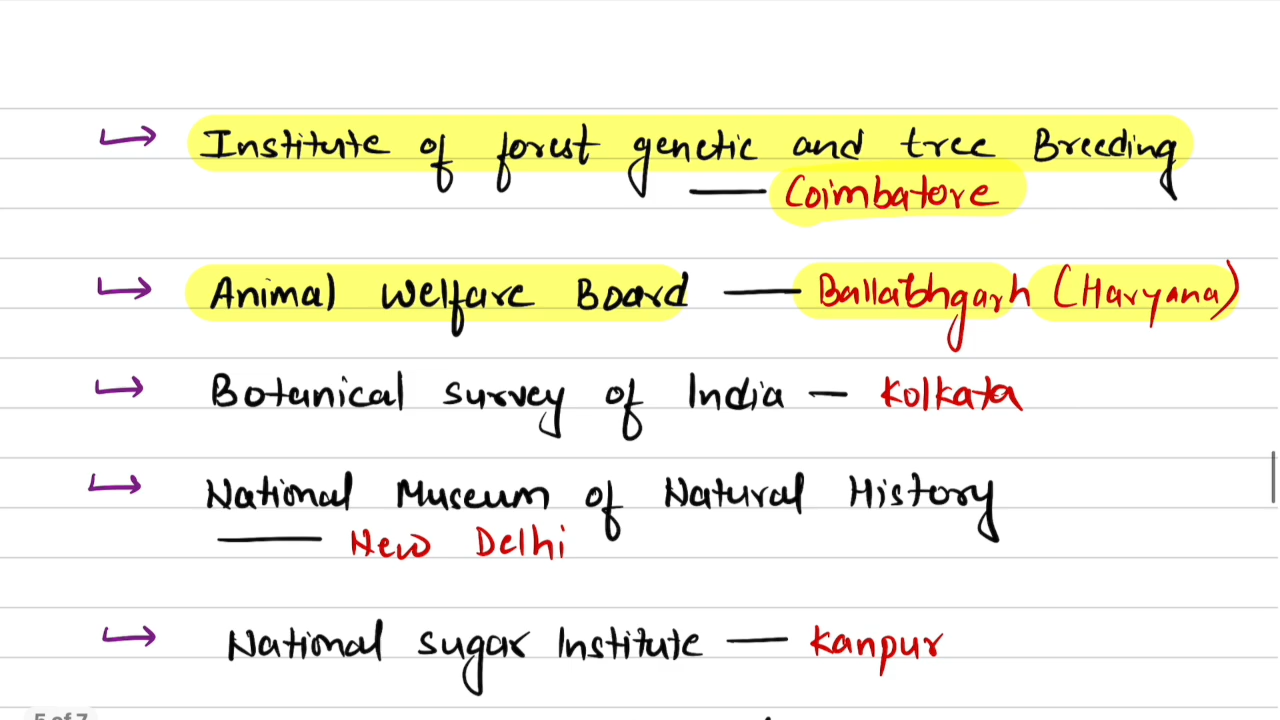 ↳ Institute of forest genetic and tree Breeding
— Coimbatore
↳ Animal Welfare Board — Ballabhgarh (Haryana)
↳ Botanical survey of India — Kolkata
↳ National Museum of Natural History
— New Delhi
↳ National sugar Institute — Kanpur
5 of 7